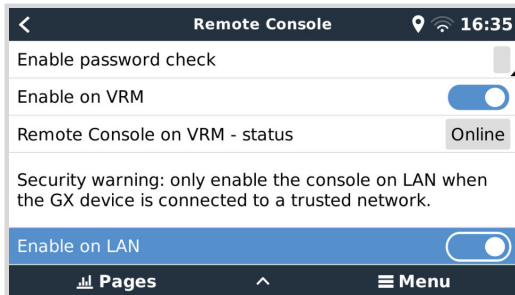 Remote Console 16:35
Enable password check
Enable on VRM
Remote Console on VRM - status Online
Security warning: only enable the console on LAN when
the GX device is connected to a trusted network.
Enable on LAN
Pages Menu